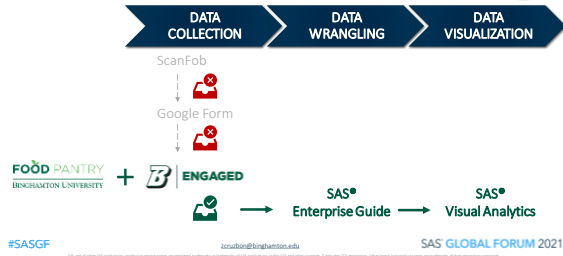 DATA COLLECTION
DATA WRANGLING
DATA VISUALIZATION
ScanFob
Google Form
FOOD PANTRY
BINGHAMTON UNIVERSITY
+
B ENGAGED
SAS®
Enterprise Guide
SAS®
Visual Analytics
#SASGF
zcruzbon@binghamton.edu
SAS® GLOBAL FORUM 2021